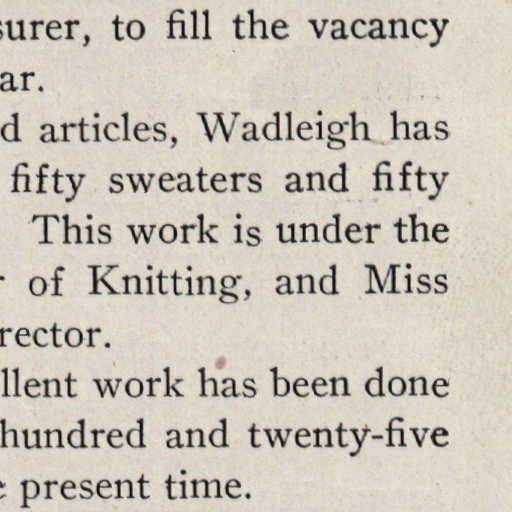 surer, to fill the vacancy
ar.
d articles, Wadleigh has
fifty sweaters and fifty
This work is under the
r of Knitting, and Miss
rector.
llent work has been done
hundred and twenty-five
e present time.